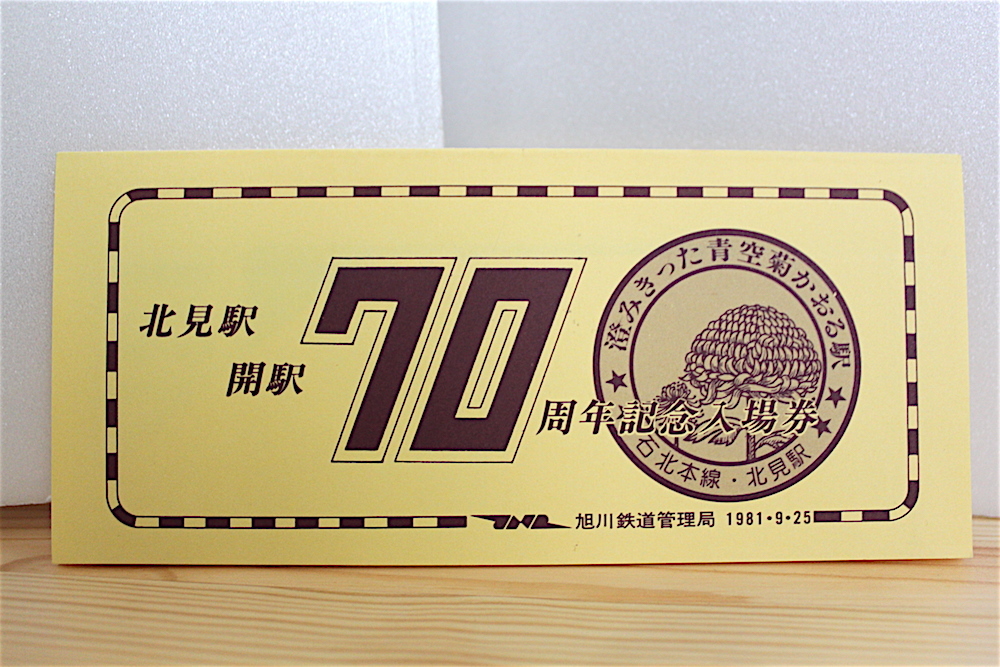 北見駅
開駅
70
周年記念入場券
澄みきった青空菊かおる駅
石北本線・北見駅
旭川鉄道管理局 1981・9・25